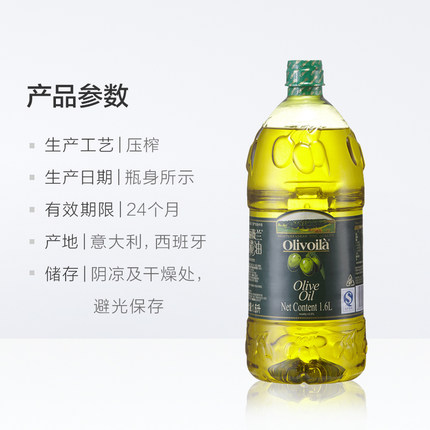 产品参数
生产工艺 | 压榨
生产日期 | 瓶身所示
有效期限 | 24个月
产地 | 意大利，西班牙
储存 | 阴凉及干燥处，
避光保存
Olivoilà
Olive
Oil
Net Content 1.6L